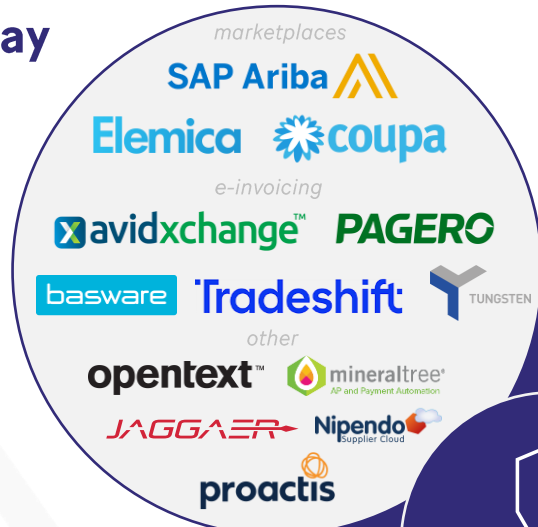 ay
marketplaces
SAP Ariba
Elemica coupa
e-invoicing
avidxchange™ PAGERO
basware Tradeshift TUNGSTEN
other
opentext™ mineraltree®
AP and Payment Automation
JAGGAER Nipendo
Supplier Cloud
proactis